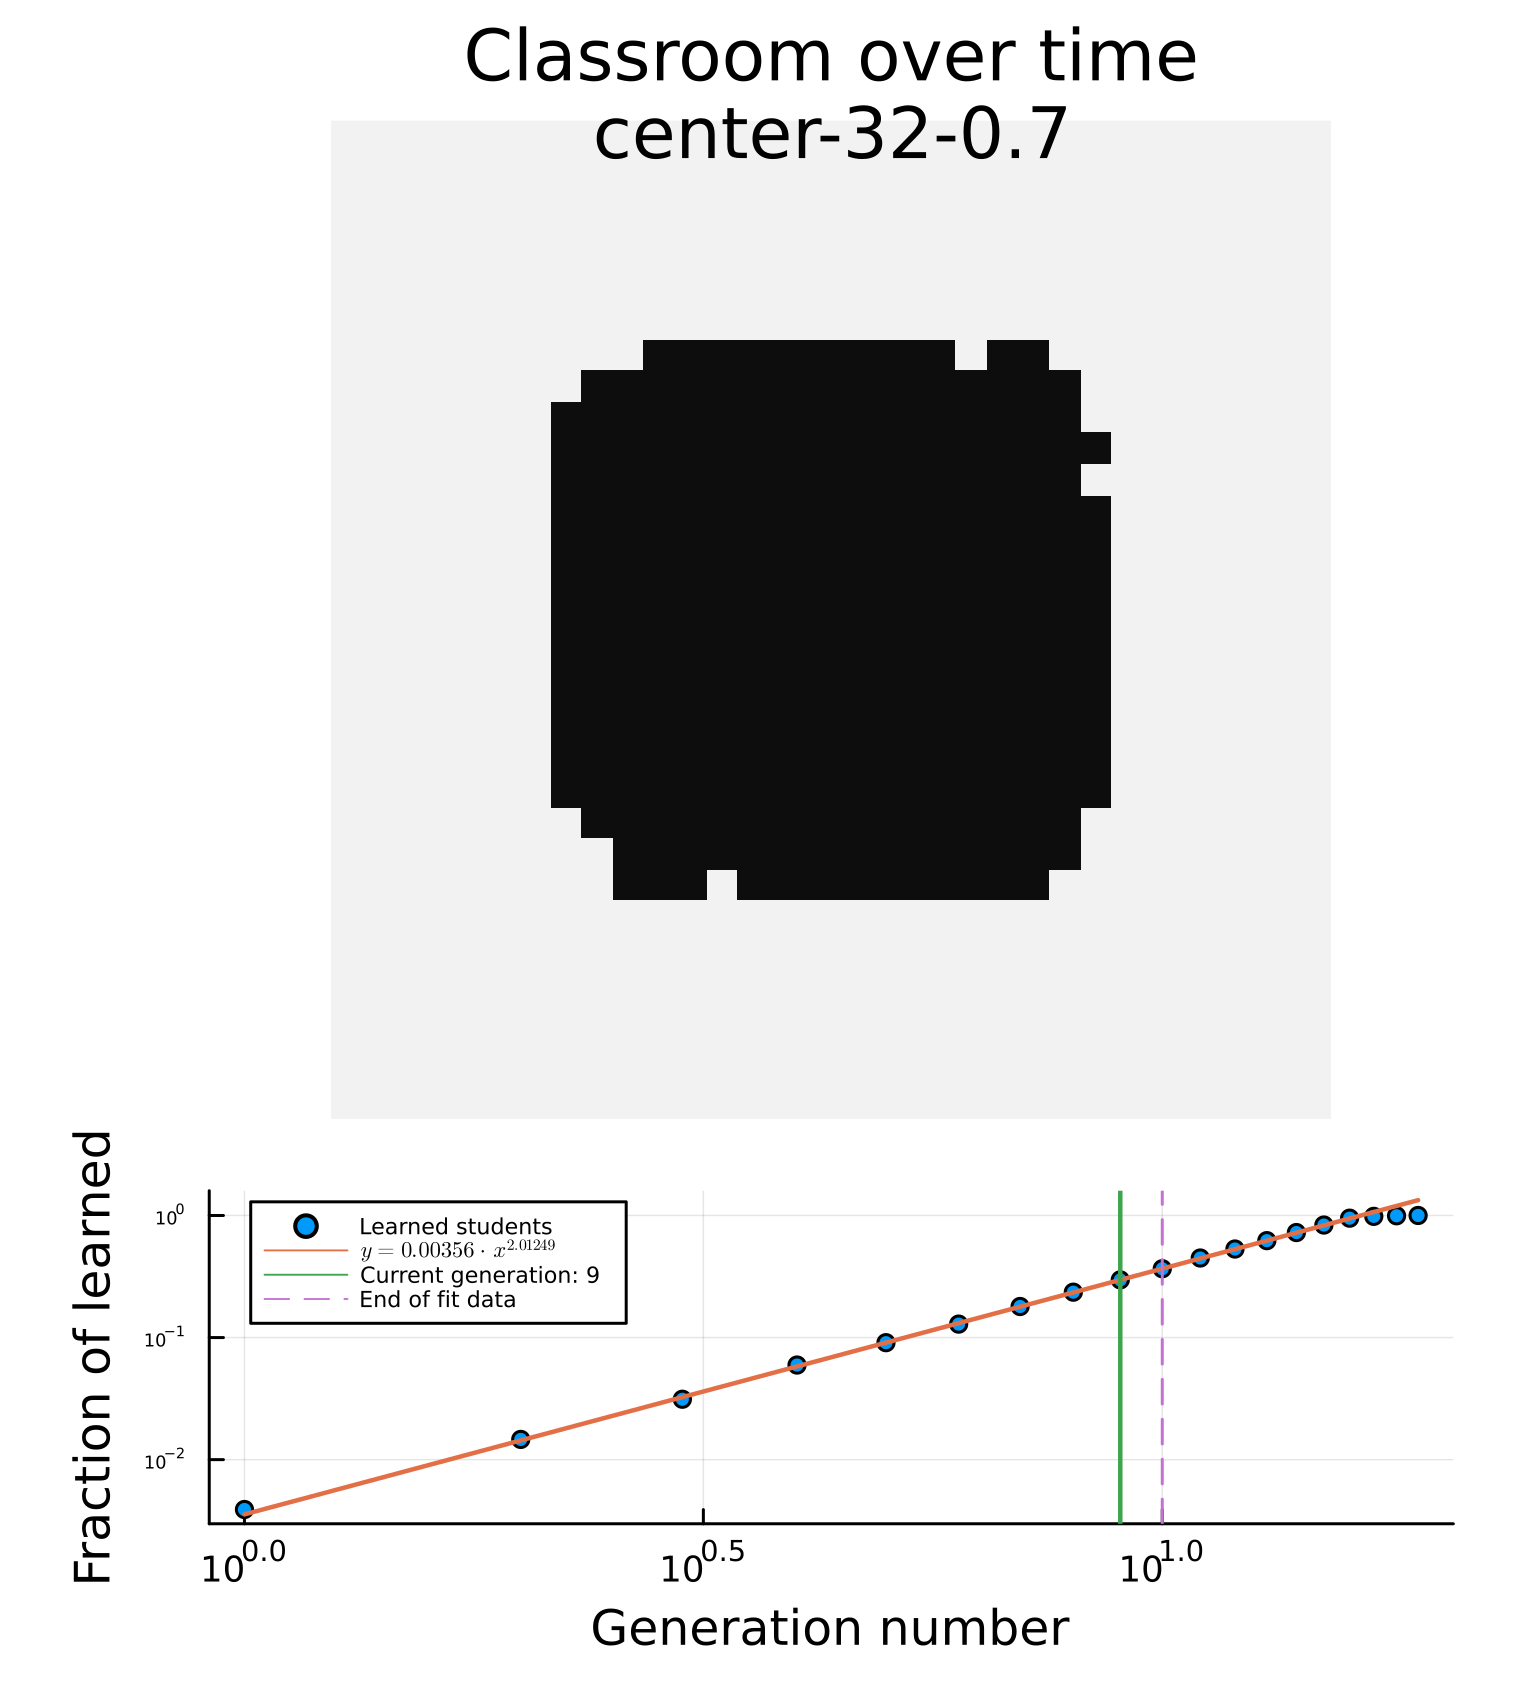 Classroom over time
center-32-0.7
Fraction of learned
10⁰
10⁻¹
10⁻²
Learned students
y = 0.00356 · x^2.01249
Current generation: 9
End of fit data
10^0.0 10^0.5 10^1.0
Generation number